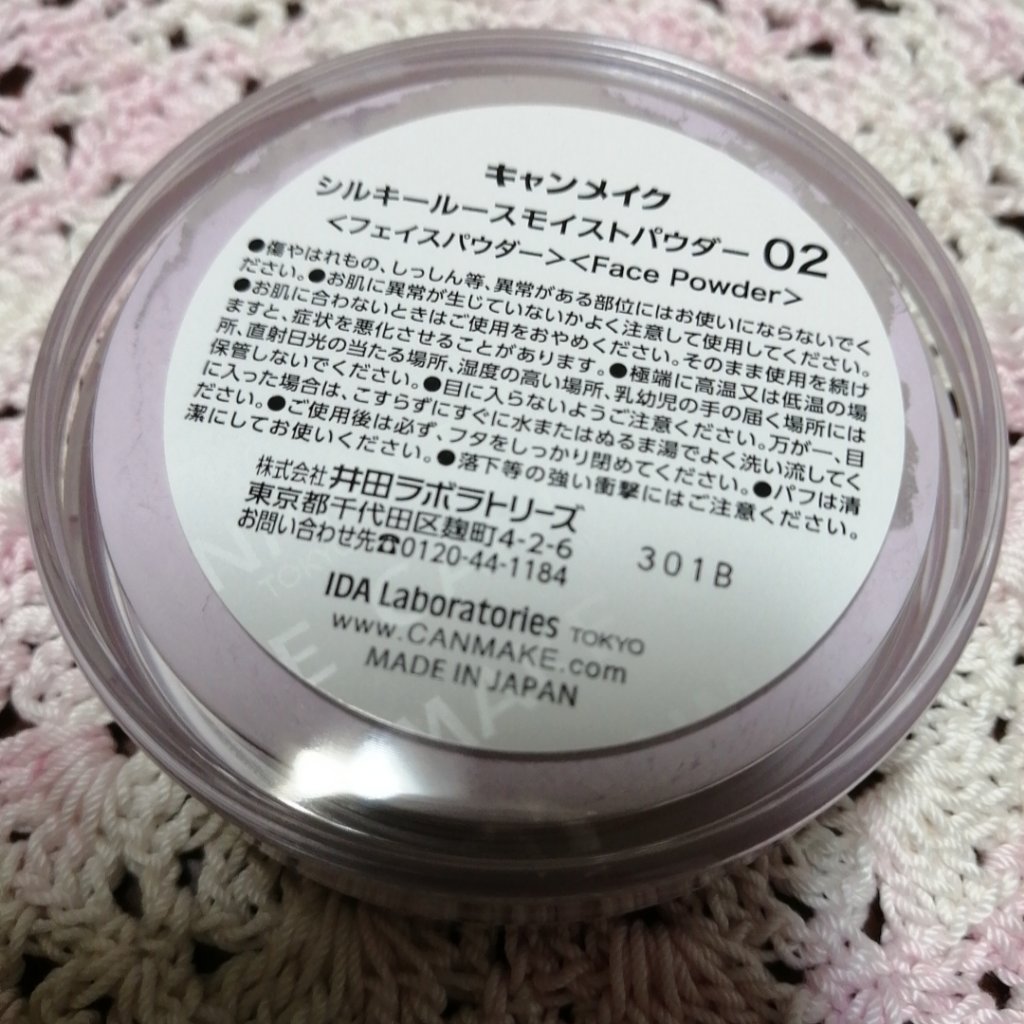 キャンメイク
シルキールースモイストパウダー 02
<フェイスパウダー><Face Powder>
●傷やはれもの、しっしん等、異常がある部位にはお使いにならないでく
ださい。●お肌に異常が生じていないかよく注意して使用してください。
●お肌に合わないときはご使用をおやめください。そのまま使用を続け
ますと、症状を悪化させることがあります。●極端に高温又は低温の場
所、直射日光の当たる場所、湿度の高い場所、乳幼児の手の届く場所には
保管しないでください。●目に入らないようご注意ください。万が一、目
に入った場合は、こすらずにすぐに水またはぬるま湯でよく洗い流してく
ださい。●ご使用後は必ず、フタをしっかり閉めてください。●パフは清
潔にしてお使いください。●落下等の強い衝撃にはご注意ください。
株式会社井田ラボラトリーズ
東京都千代田区麹町4-2-6
お問い合わせ先☎0120-44-1184
301B
IDA Laboratories TOKYO
www.CANMAKE.com
MADE IN JAPAN